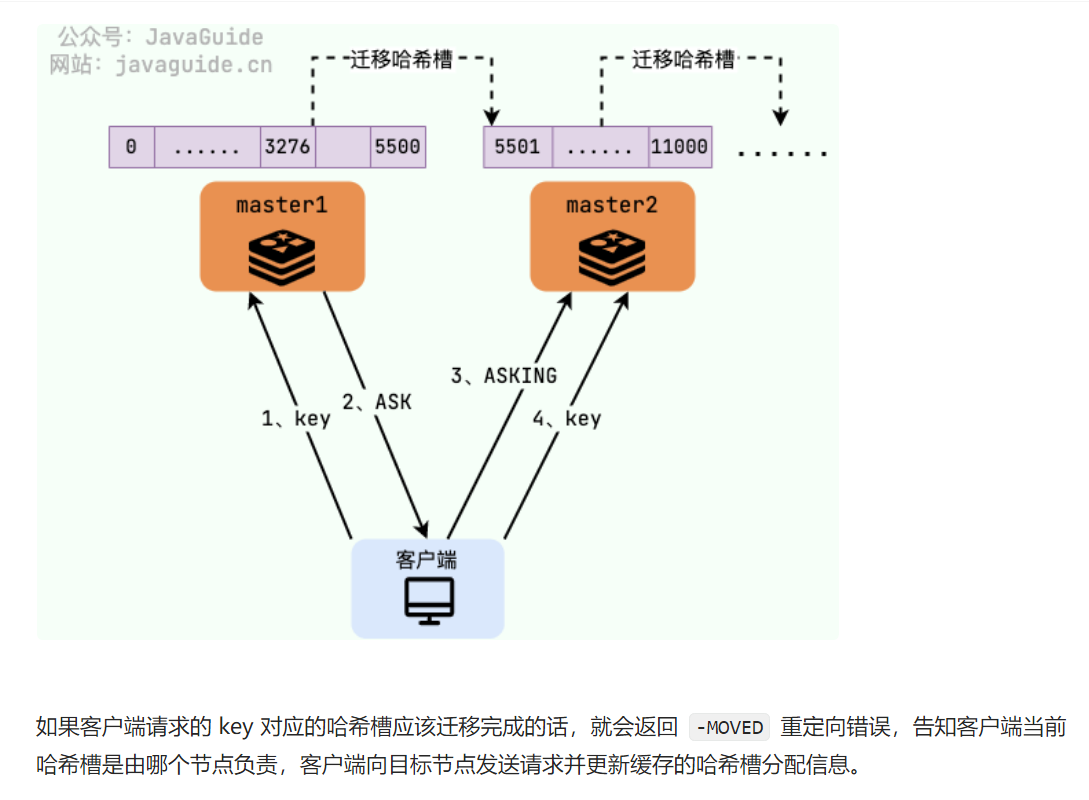 公众号：JavaGuide
网站：javaguide.cn
迁移哈希槽
迁移哈希槽
0
......
3276
5500
5501
......
11000
......
master1
master2
3、ASKING
2、ASK
1、key
4、key
客户端
如果客户端请求的 key 对应的哈希槽应该迁移完成的话，就会返回 -MOVED 重定向错误，告知客户端当前
哈希槽是由哪个节点负责，客户端向目标节点发送请求并更新缓存的哈希槽分配信息。